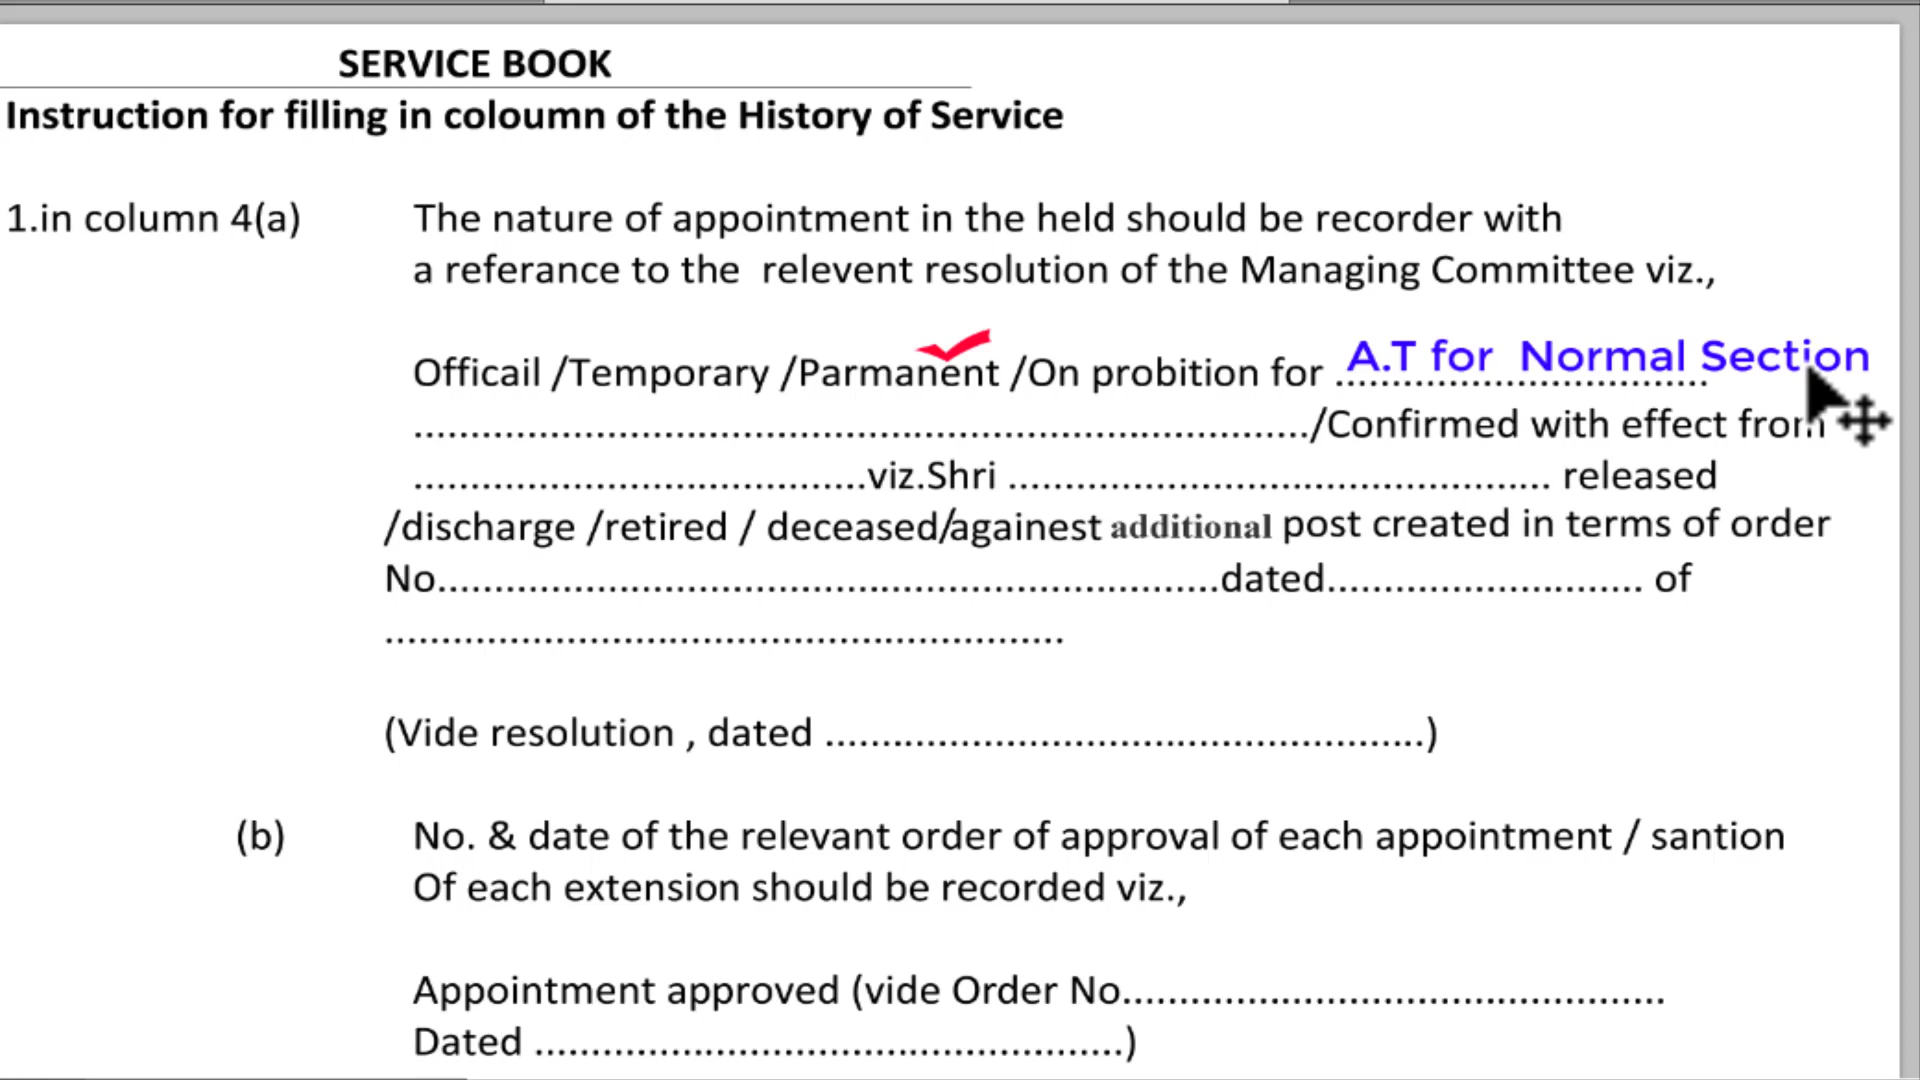 SERVICE BOOK
Instruction for filling in coloumn of the History of Service
1.in column 4(a) The nature of appointment in the held should be recorder with
a referance to the relevent resolution of the Managing Committee viz.,
Officail /Temporary /Parmanent /On probition for ................................. A.T for Normal Section
................................................................................/Confirmed with effect from
........................................viz.Shri ................................................ released
/discharge /retired / deceased/againest additional post created in terms of order
No.....................................................................dated............................ of
.............................................................
(Vide resolution , dated .....................................................)
(b) No. & date of the relevant order of approval of each appointment / santion
Of each extension should be recorded viz.,
Appointment approved (vide Order No................................................
Dated ....................................................)